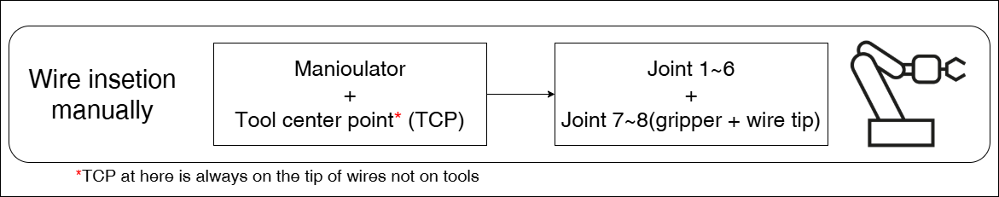 Wire insetion
manually
Manioulator
+
Tool center point* (TCP)
Joint 1~6
+
Joint 7~8(gripper + wire tip)
*TCP at here is always on the tip of wires not on tools